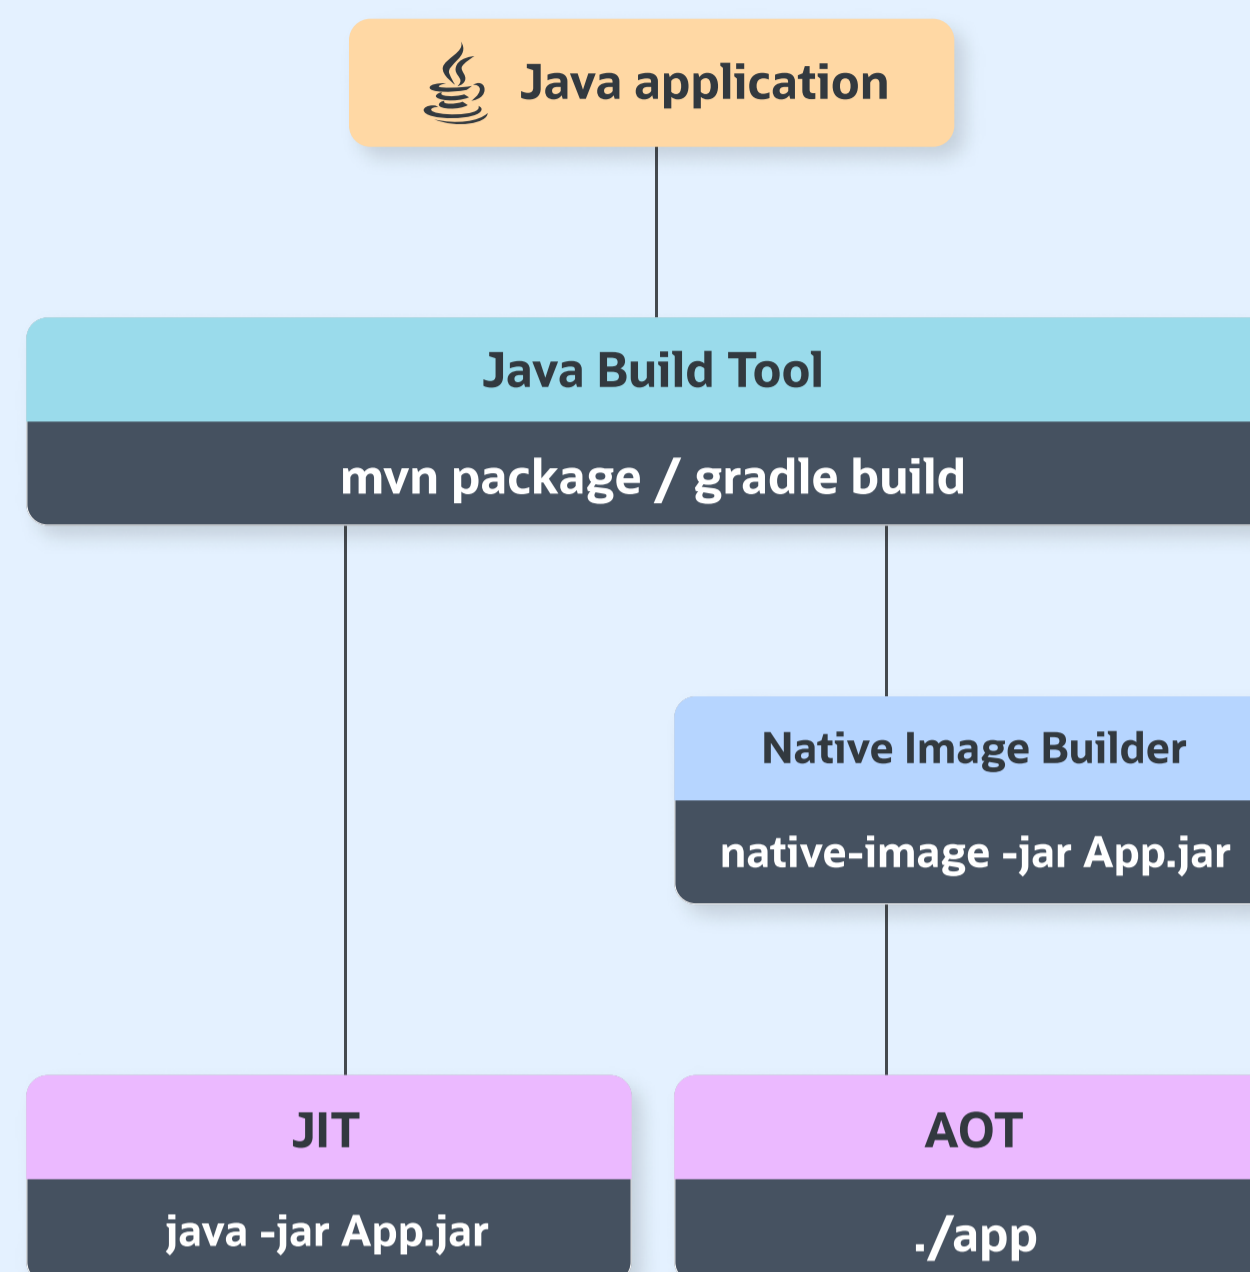 Java application
Java Build Tool
mvn package / gradle build
Native Image Builder
native-image -jar App.jar
JIT
AOT
java -jar App.jar
./app